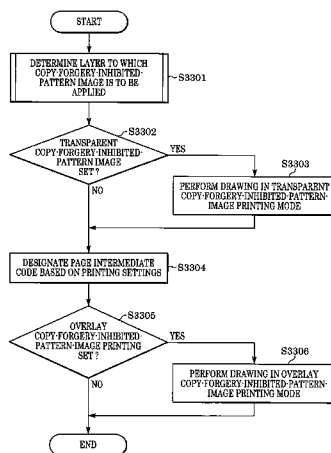 START
DETERMINE LAYER TO WHICH
COPY-FORGERY-INHIBITED-
PATTERN IMAGE IS TO BE
APPLIED
S3301
S3302
TRANSPARENT
COPY-FORGERY-INHIBITED-
PATTERN IMAGE
SET?
YES
NO
S3303
PERFORM DRAWING IN TRANSPARENT
COPY-FORGERY-INHIBITED-PATTERN-
IMAGE PRINTING MODE
DESIGNATE PAGE INTERMEDIATE
CODE BASED ON PRINTING SETTINGS
S3304
S3305
OVERLAY
COPY-FORGERY-INHIBITED-
PATTERN-IMAGE PRINTING
SET?
YES
NO
S3306
PERFORM DRAWING IN OVERLAY
COPY-FORGERY-INHIBITED-PATTERN-
IMAGE PRINTING MODE
END